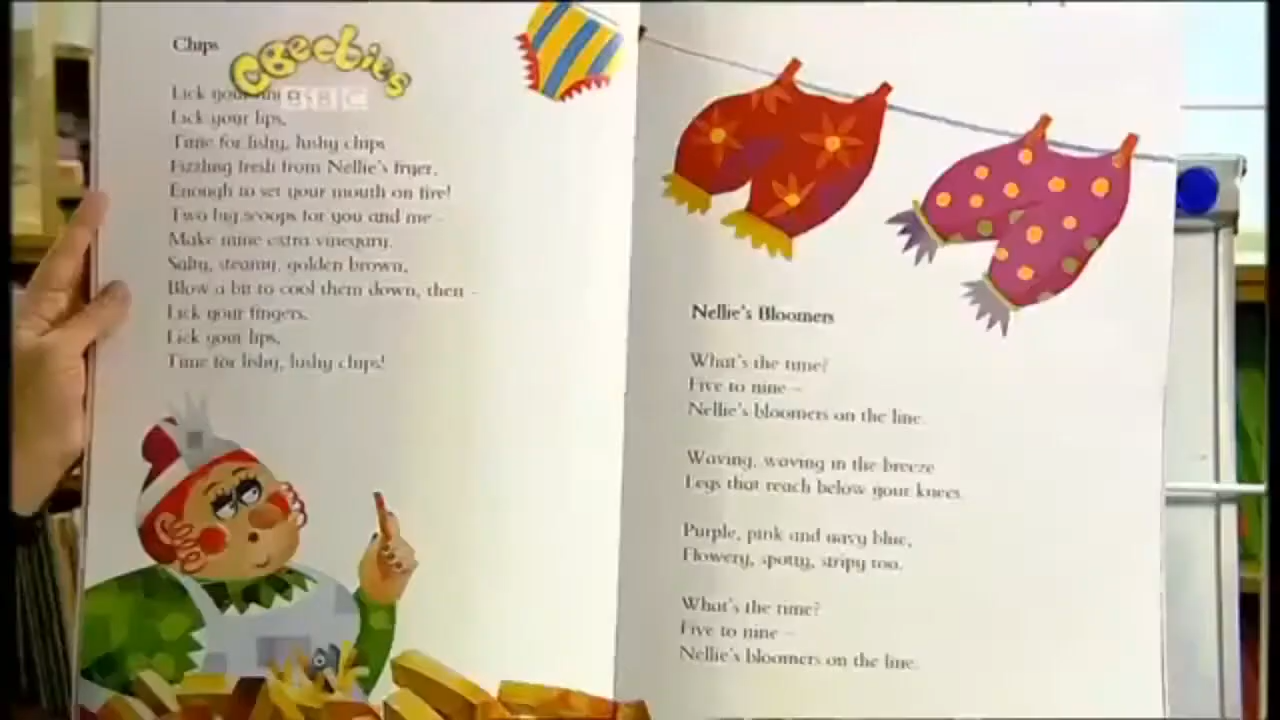 Chips
CBeebies
BBC
Lick your
Lick your lips,
Time for fishy, lushy chips
Fizzling fresh from Nellie's fryer,
Enough to set your mouth on fire!
Two big scoops for you and me –
Make mine extra vinegary,
Salty, steamy, golden brown,
Blow a bit to cool them down, then –
Lick your fingers,
Lick your lips,
Time for fishy, lushy chips!
Nellie's Bloomers
What's the time?
Five to nine –
Nellie's bloomers on the line.
Waving, waving in the breeze
Legs that reach below your knees.
Purple, pink and navy blue,
Flowery, spotty, stripy too.
What's the time?
Five to nine –
Nellie's bloomers on the line.